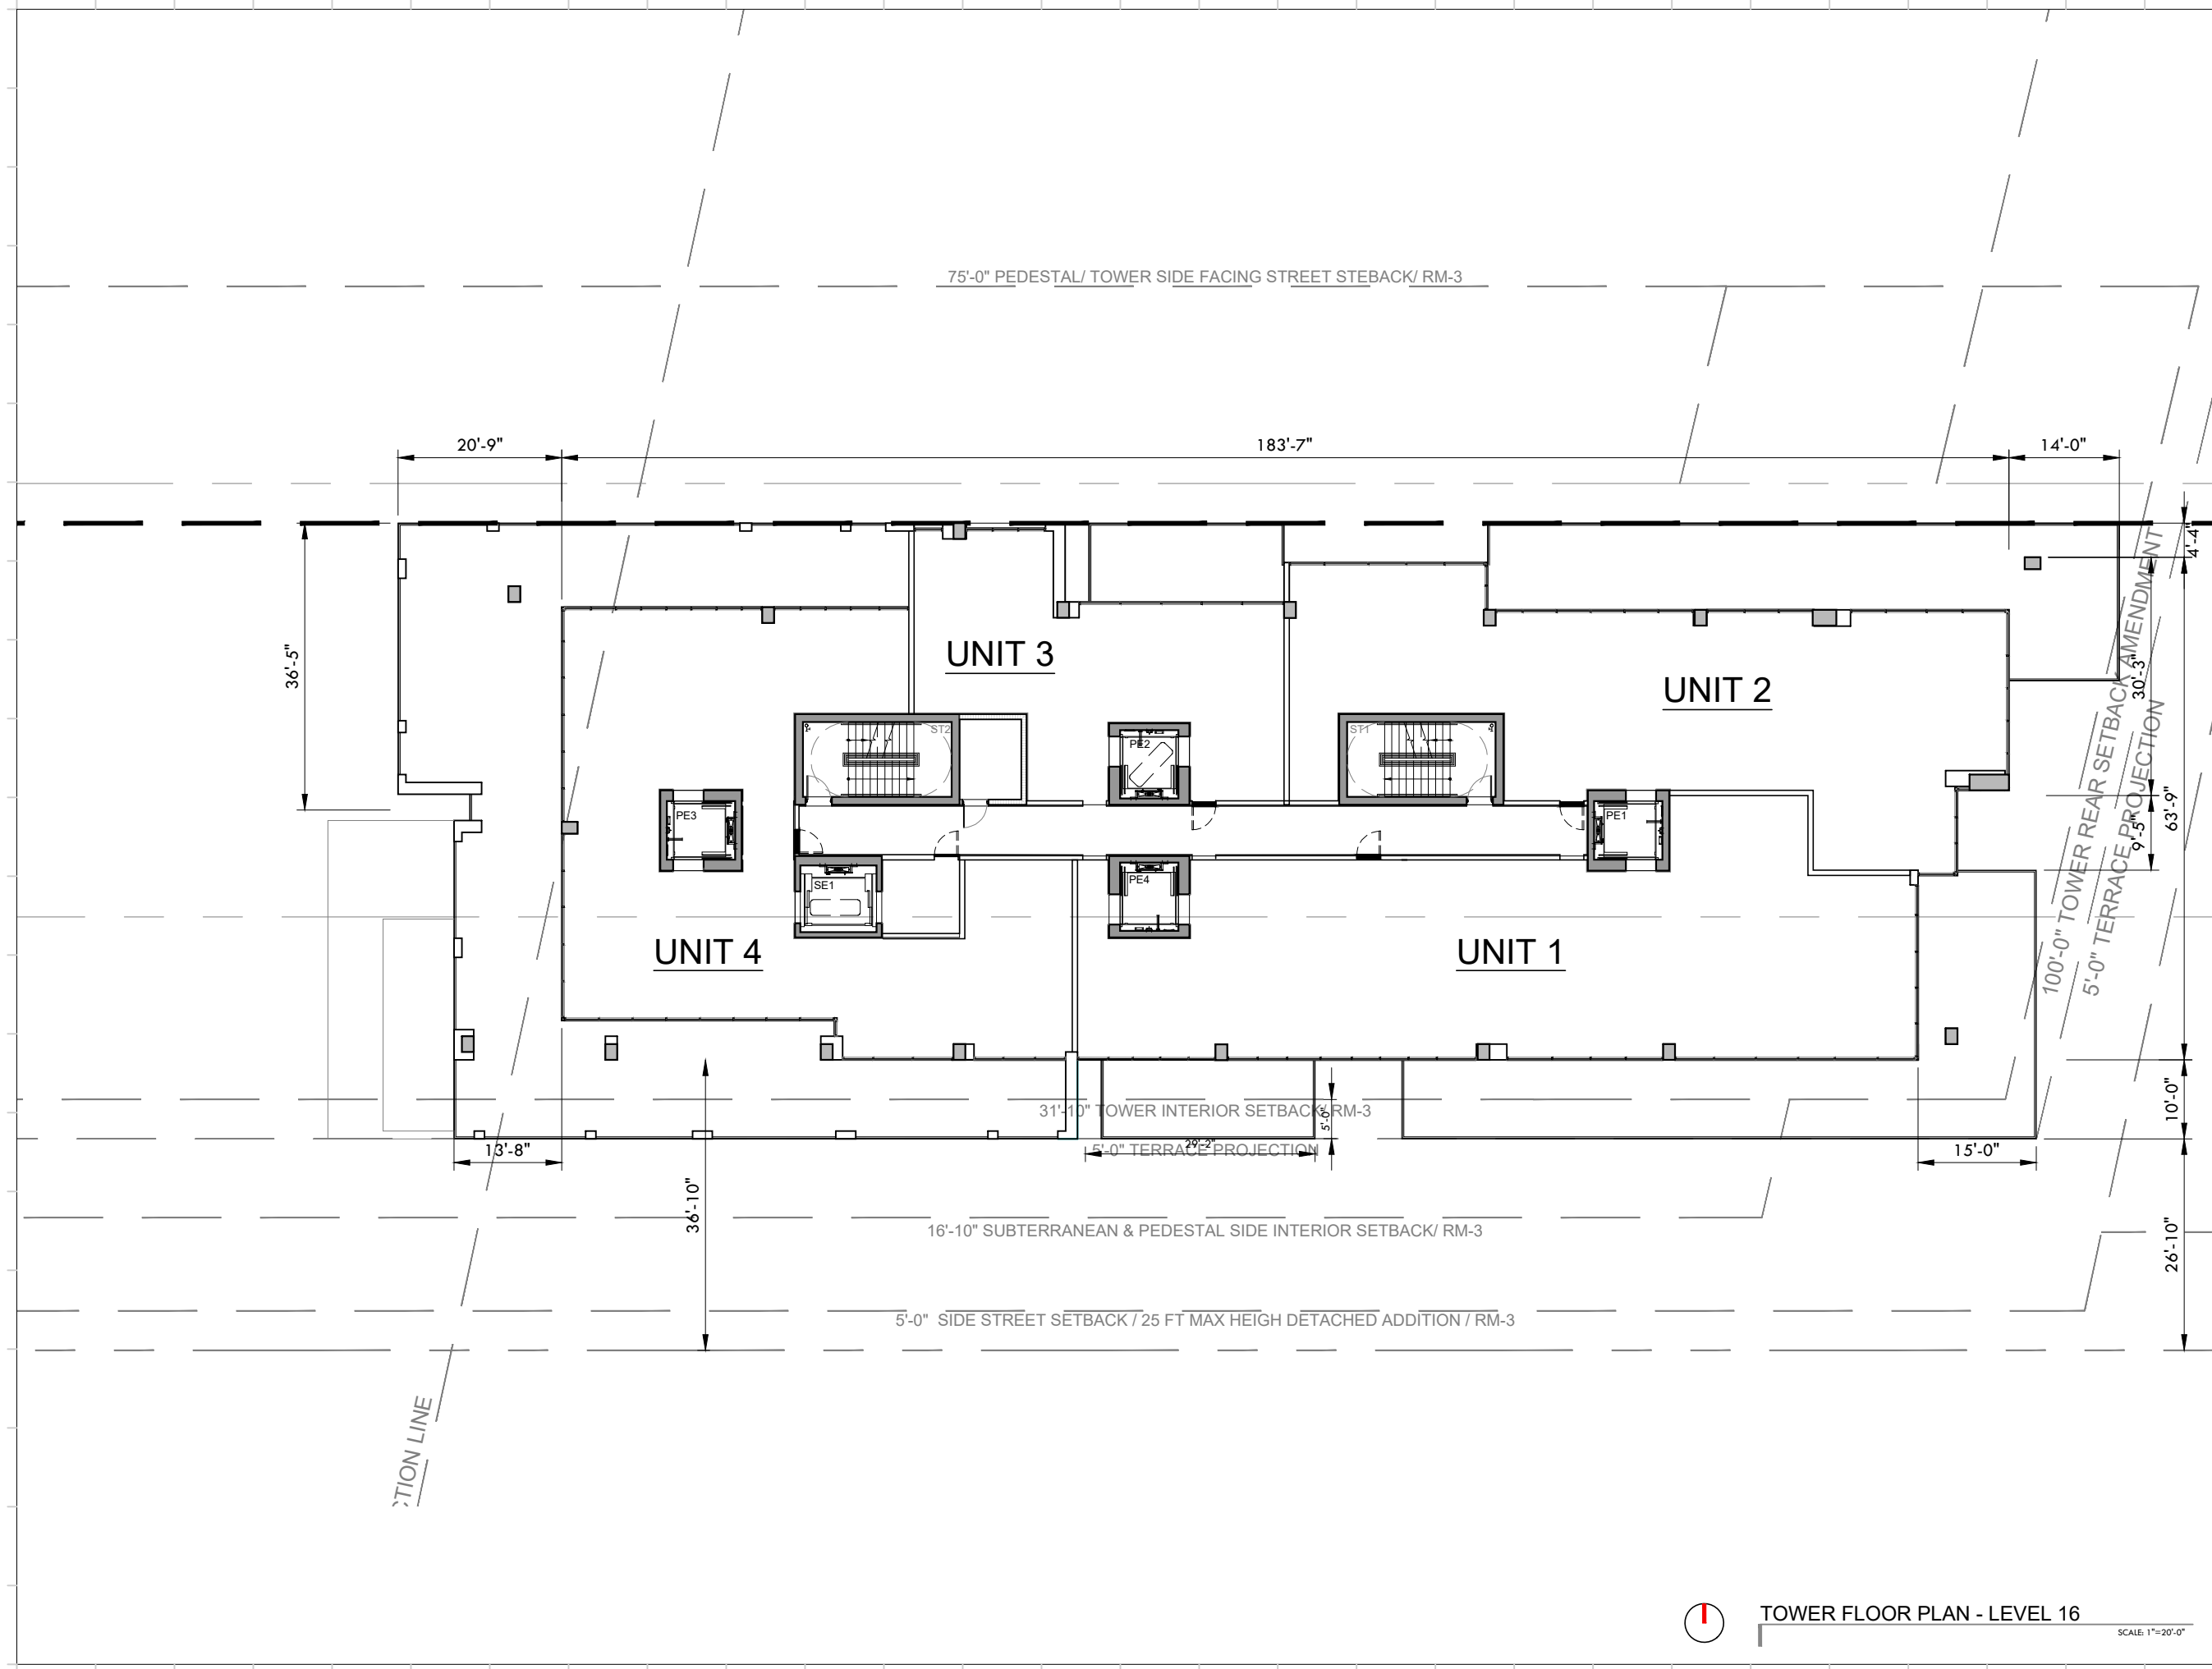 75'-0" PEDESTAL/ TOWER SIDE FACING STREET STEBACK/ RM-3
20'-9"
183'-7"
14'-0"
4'-4"
36'-5"
UNIT 3
UNIT 2
30'-3"
100'-0" TOWER REAR SETBACK AMENDMENT
5'-0" TERRACE PROJECTION
ST2
PE2
ST1
PE3
PE1
63'-9"
9'-5"
SE1
PE4
UNIT 4
UNIT 1
31'-10" TOWER INTERIOR SETBACK/ RM-3
5'-0"
10'-0"
13'-8"
29'-2"
5'-0" TERRACE PROJECTION
15'-0"
36'-10"
16'-10" SUBTERRANEAN & PEDESTAL SIDE INTERIOR SETBACK/ RM-3
26'-10"
5'-0" SIDE STREET SETBACK / 25 FT MAX HEIGH DETACHED ADDITION / RM-3
CTION LINE
TOWER FLOOR PLAN - LEVEL 16
SCALE: 1"=20'-0"